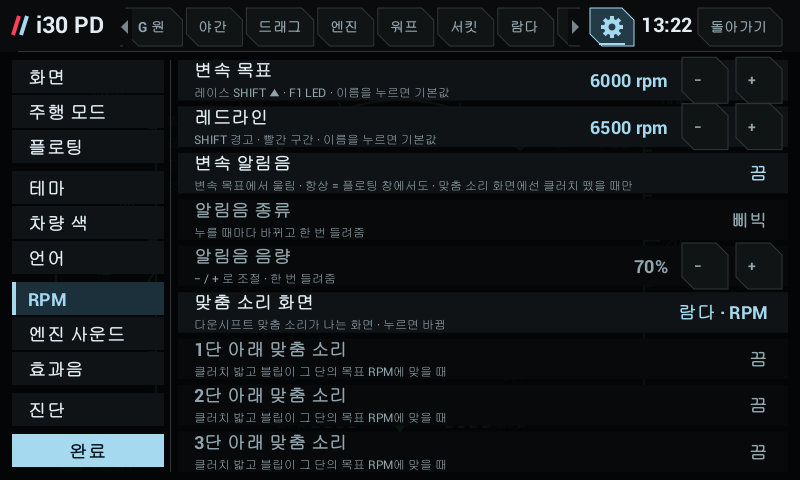 i30 PD
G 원
야간
드래그
엔진
워프
서킷
람다
13:22
돌아가기
화면
주행 모드
플로팅
테마
차량 색
언어
RPM
엔진 사운드
효과음
진단
완료
변속 목표
레이스 SHIFT ▲ · F1 LED · 이름을 누르면 기본값
6000 rpm
−
+
레드라인
SHIFT 경고 · 빨간 구간 · 이름을 누르면 기본값
6500 rpm
−
+
변속 알림음
변속 목표에서 울림 · 항상 = 플로팅 창에서도 · 맞춤 소리 화면에선 클러치 뗐을 때만
끔
알림음 종류
누를 때마다 바뀌고 한 번 들려줌
삐빅
알림음 음량
− / + 로 조절 · 한 번 들려줌
70%
−
+
맞춤 소리 화면
다운시프트 맞춤 소리가 나는 화면 · 누르면 바뀜
람다 · RPM
1단 아래 맞춤 소리
클러치 밟고 블립이 그 단의 목표 RPM에 맞을 때
끔
2단 아래 맞춤 소리
클러치 밟고 블립이 그 단의 목표 RPM에 맞을 때
끔
3단 아래 맞춤 소리
클러치 밟고 블립이 그 단의 목표 RPM에 맞을 때
끔